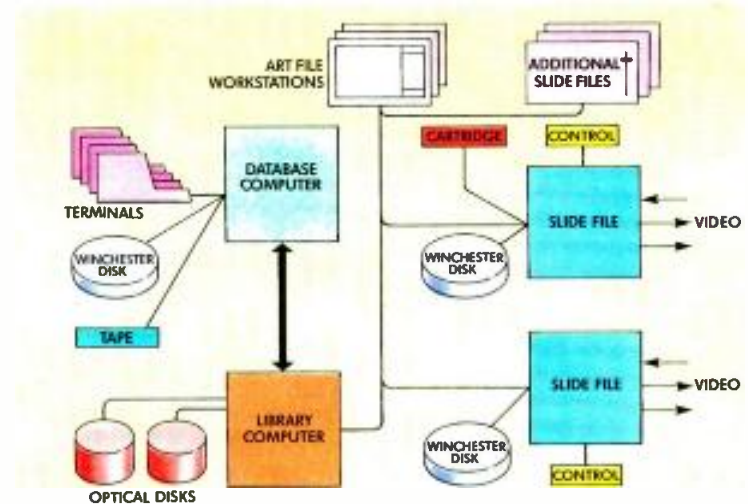 ART FILE
WORKSTATIONS
ADDITIONAL
SLIDE FILES
CARTRIDGE
CONTROL
DATABASE
COMPUTER
TERMINALS
SLIDE FILE
VIDEO
WINCHESTER
DISK
WINCHESTER
DISK
TAPE
SLIDE FILE
VIDEO
LIBRARY
COMPUTER
WINCHESTER
DISK
CONTROL
OPTICAL DISKS